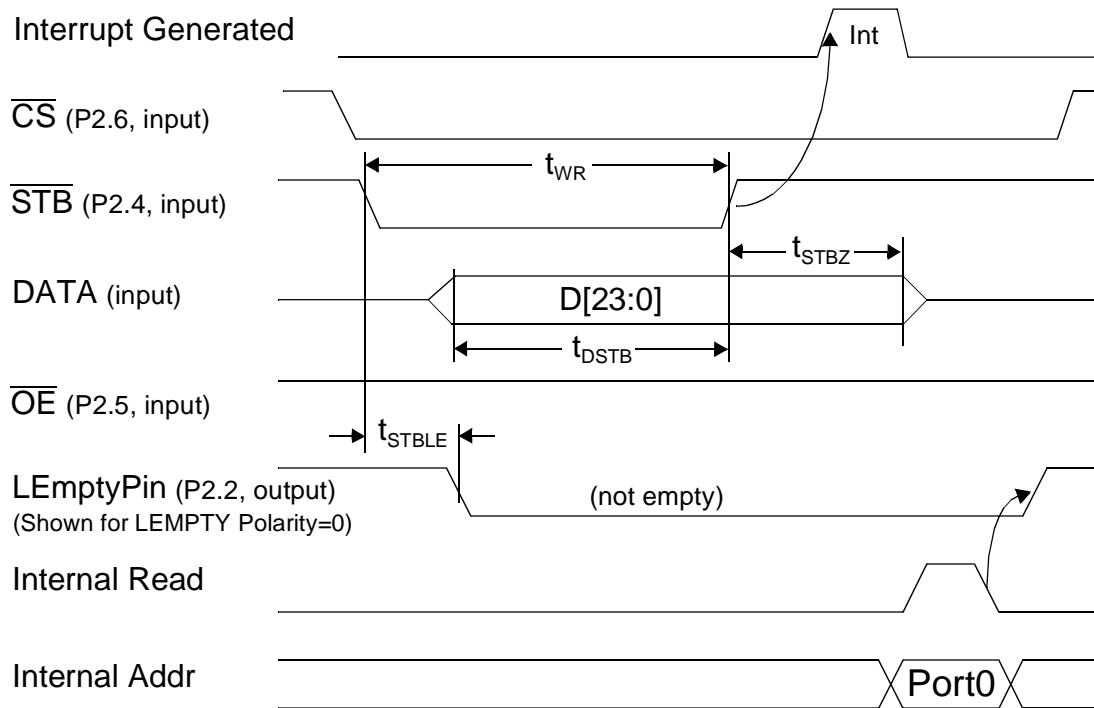 Interrupt Generated
Int
CS (P2.6, input)
tWR
STB (P2.4, input)
tSTBZ
DATA (input)
D[23:0]
tDSTB
OE (P2.5, input)
tSTBLE
LEmptyPin (P2.2, output)
(not empty)
(Shown for LEMPTY Polarity=0)
Internal Read
Internal Addr
Port0